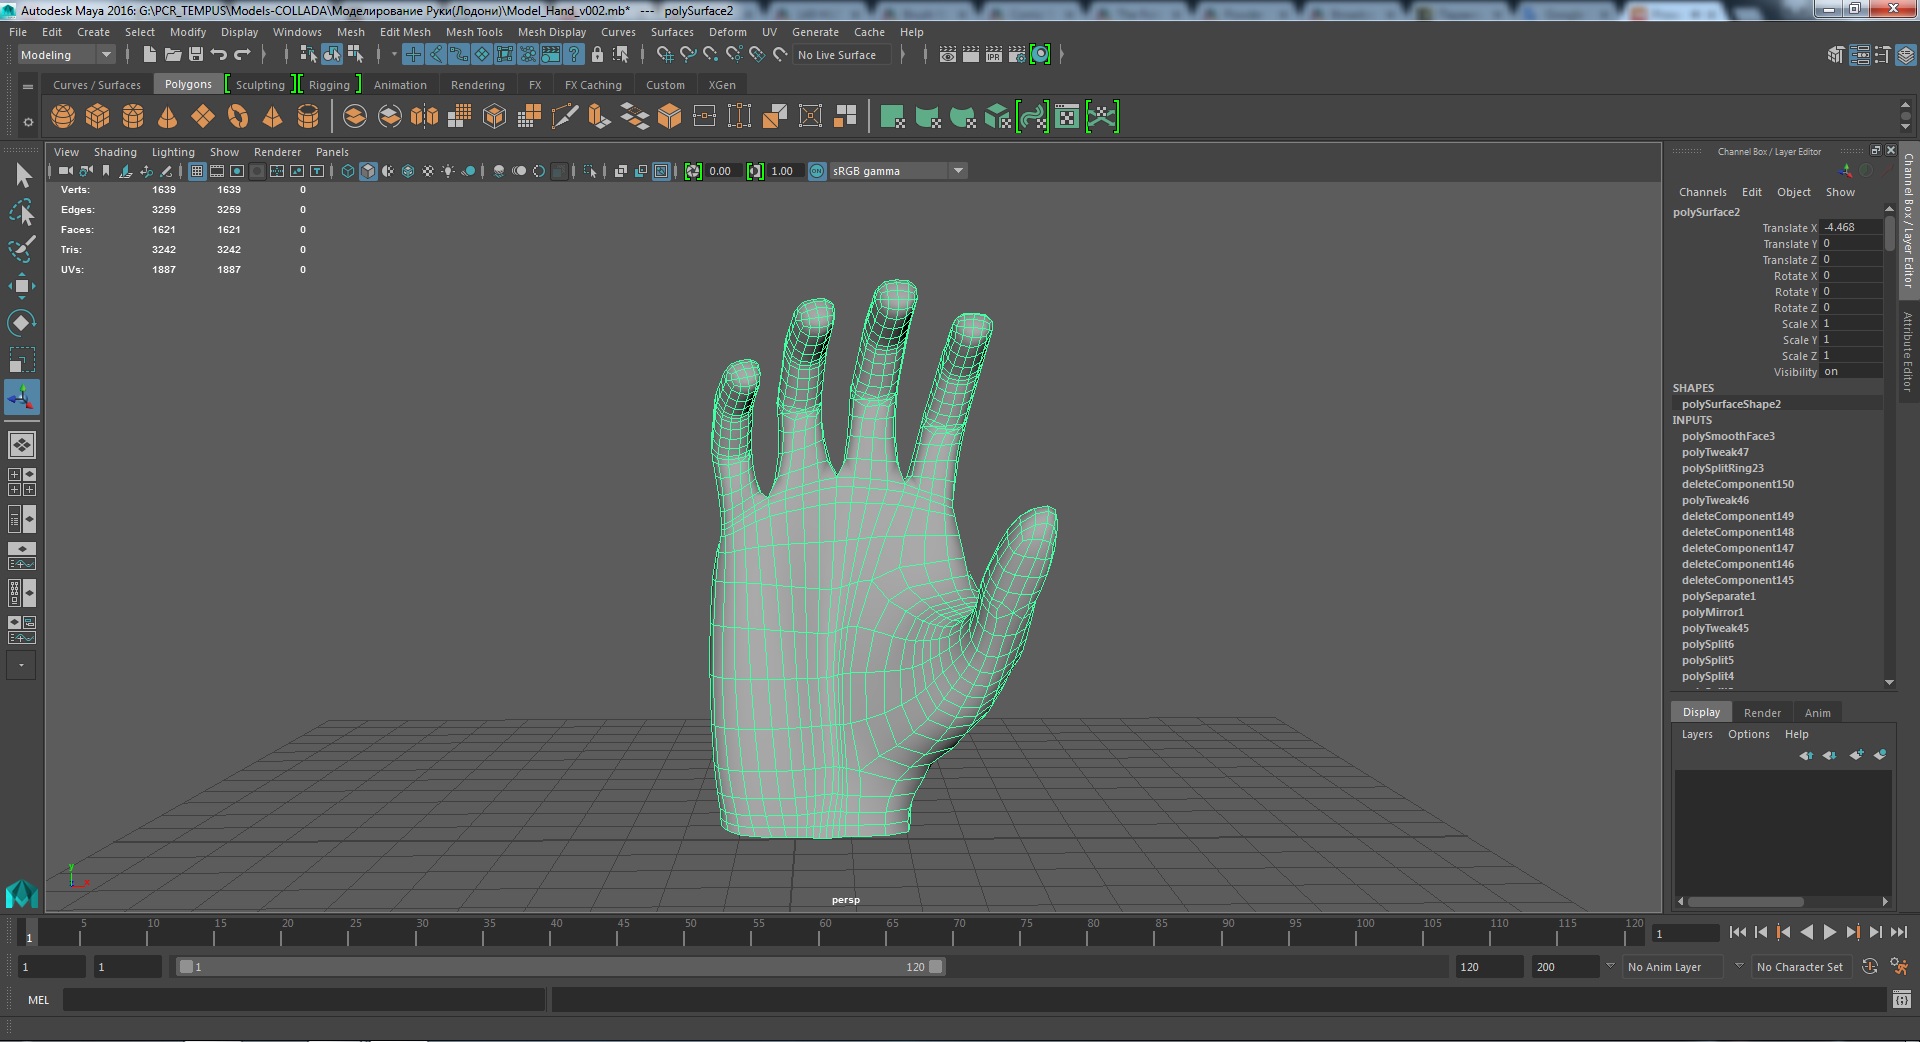 Autodesk Maya 2016: G:\PCR_TEMPUS\Models-COLLADA\Моделирование Руки(Лодони)\Model_Hand_v002.mb*   ---   polySurface2
File Edit Create Select Modify Display Windows Mesh Edit Mesh Mesh Tools Mesh Display Curves Surfaces Deform UV Generate Cache Help
Modeling No Live Surface IPR
Curves / Surfaces Polygons Sculpting Rigging Animation Rendering FX FX Caching Custom XGen
View Shading Lighting Show Renderer Panels
0.00 1.00 ON sRGB gamma
Verts: 1639 1639 0
Edges: 3259 3259 0
Faces: 1621 1621 0
Tris: 3242 3242 0
UVs: 1887 1887 0
y
x
persp
Channel Box / Layer Editor
Channels Edit Object Show
polySurface2
Translate X -4.468
Translate Y 0
Translate Z 0
Rotate X 0
Rotate Y 0
Rotate Z 0
Scale X 1
Scale Y 1
Scale Z 1
Visibility on
SHAPES
polySurfaceShape2
INPUTS
polySmoothFace3
polyTweak47
polySplitRing23
deleteComponent150
polyTweak46
deleteComponent149
deleteComponent148
deleteComponent147
deleteComponent146
deleteComponent145
polySeparate1
polyMirror1
polyTweak45
polySplit6
polySplit5
polySplit4
Channel Box / Layer Editor
Attribute Editor
Display Render Anim
Layers Options Help
1 5 10 15 20 25 30 35 40 45 50 55 60 65 70 75 80 85 90 95 100 105 110 115 120 1
1 1 1 120 120 200 No Anim Layer No Character Set
MEL